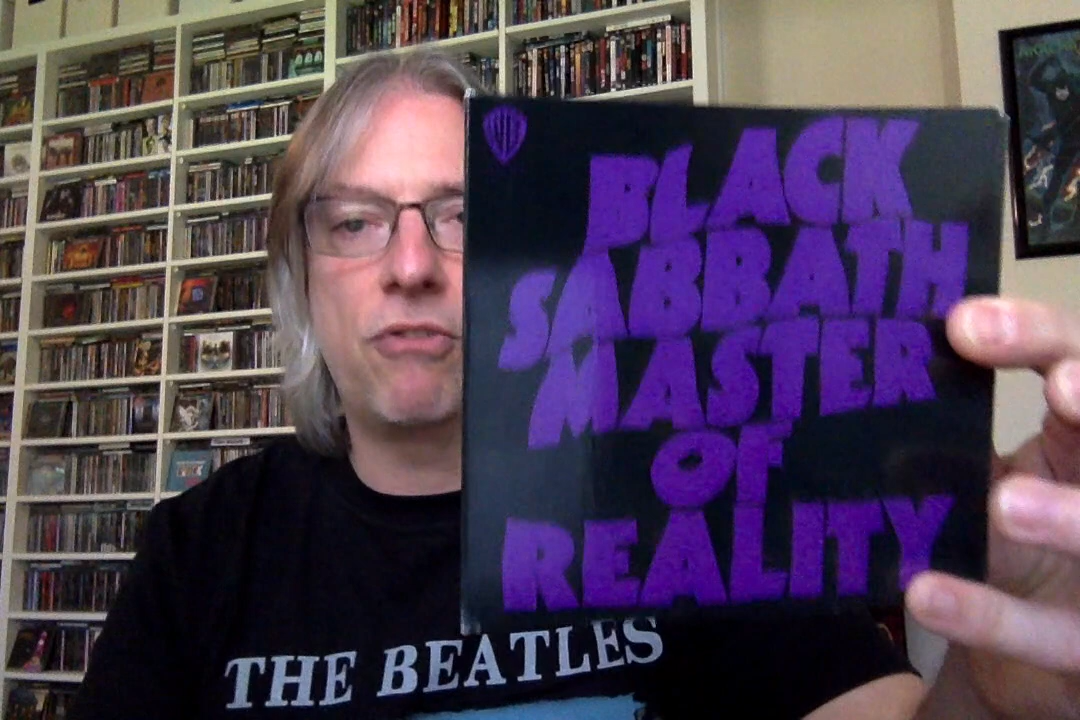 BLACK
SABBATH
MASTER
OF
REALITY
THE BEATLES